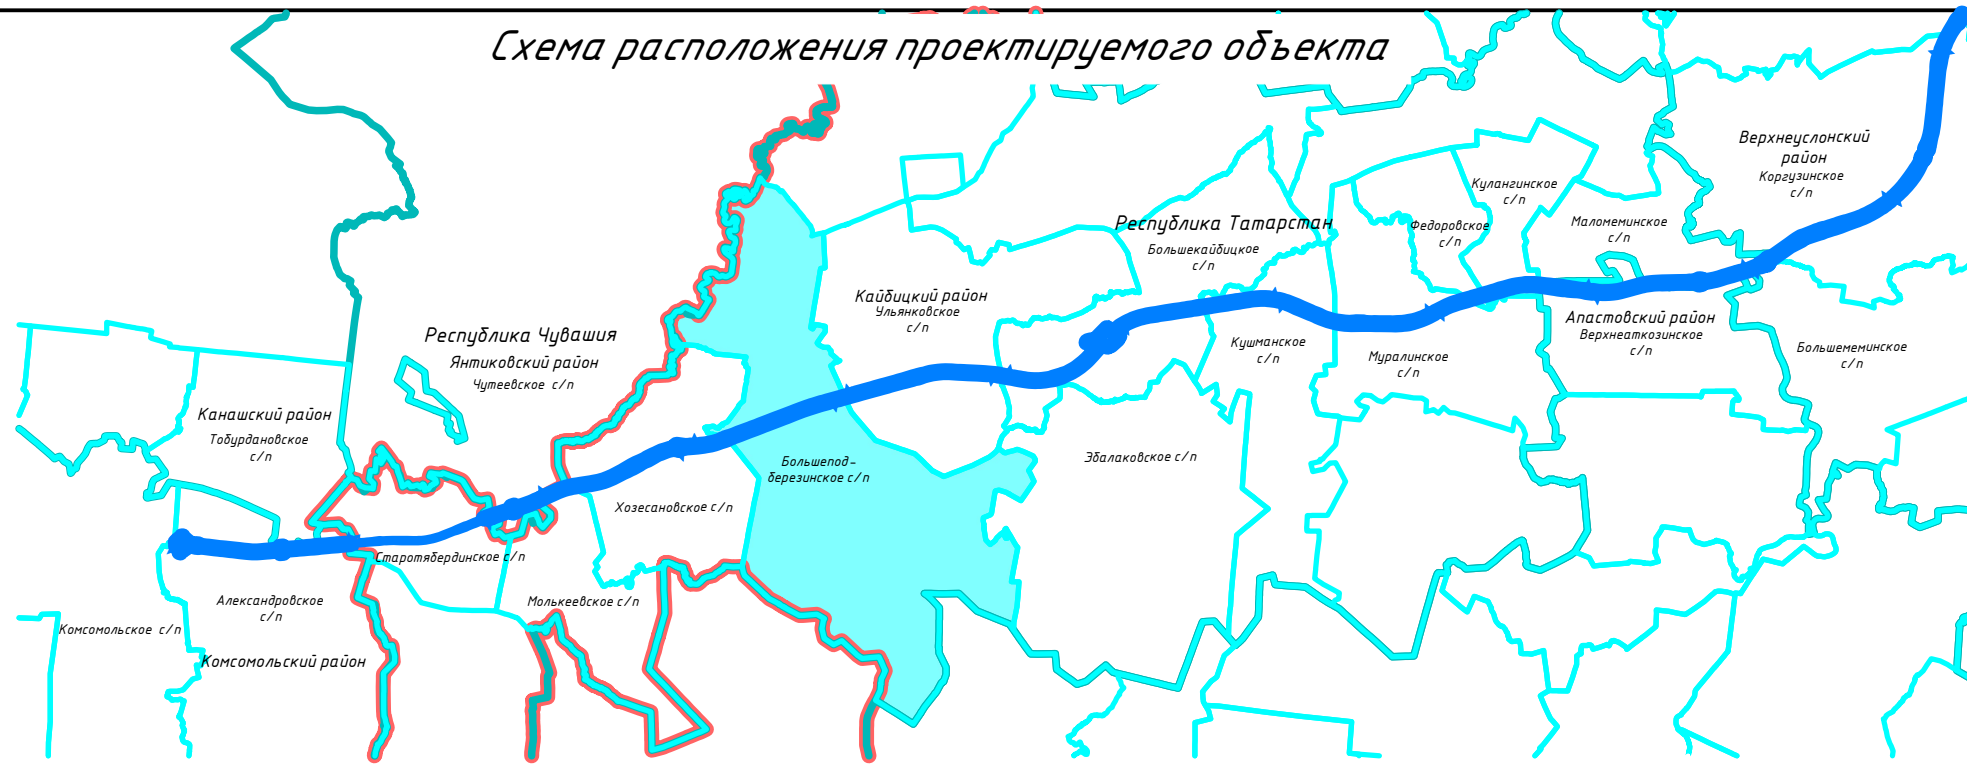 Схема расположения проектируемого объекта
Верхнеуслонский
район
Коргузинское
с/п
Кулангинское
с/п
Республика Татарстан
Федоровское
с/п
Маломеминское
с/п
Большекайбицкое
с/п
Кайбицкий район
Ульянковское
с/п
Апастовский район
Верхнеаткозинское
с/п
Республика Чувашия
Янтиковский район
Чутеевское с/п
Кушманское
с/п
Муралинское
с/п
Большемеминское
с/п
Канашский район
Тобурдановское
с/п
Большепод-
березинское с/п
Эбалаковское с/п
Хозесановское с/п
Старотябердинское с/п
Александровское
с/п
Молькеевское с/п
Комсомольское с/п
Комсомольский район